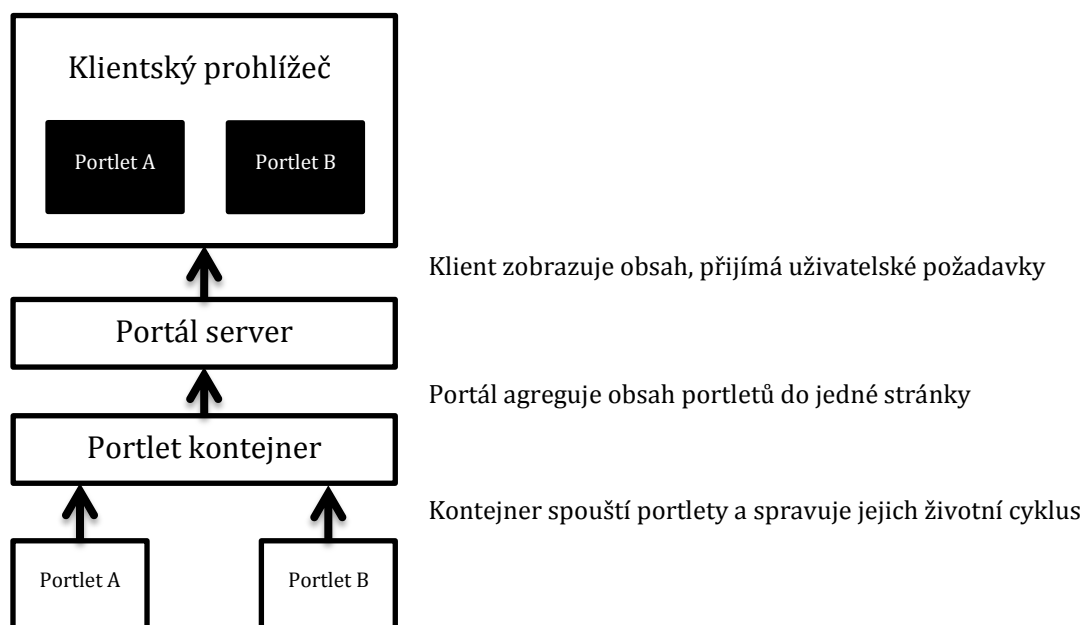 Klientský prohlížeč
Portlet A
Portlet B
Klient zobrazuje obsah, přijímá uživatelské požadavky
Portál server
Portál agreguje obsah portletů do jedné stránky
Portlet kontejner
Kontejner spouští portlety a spravuje jejich životní cyklus
Portlet A
Portlet B